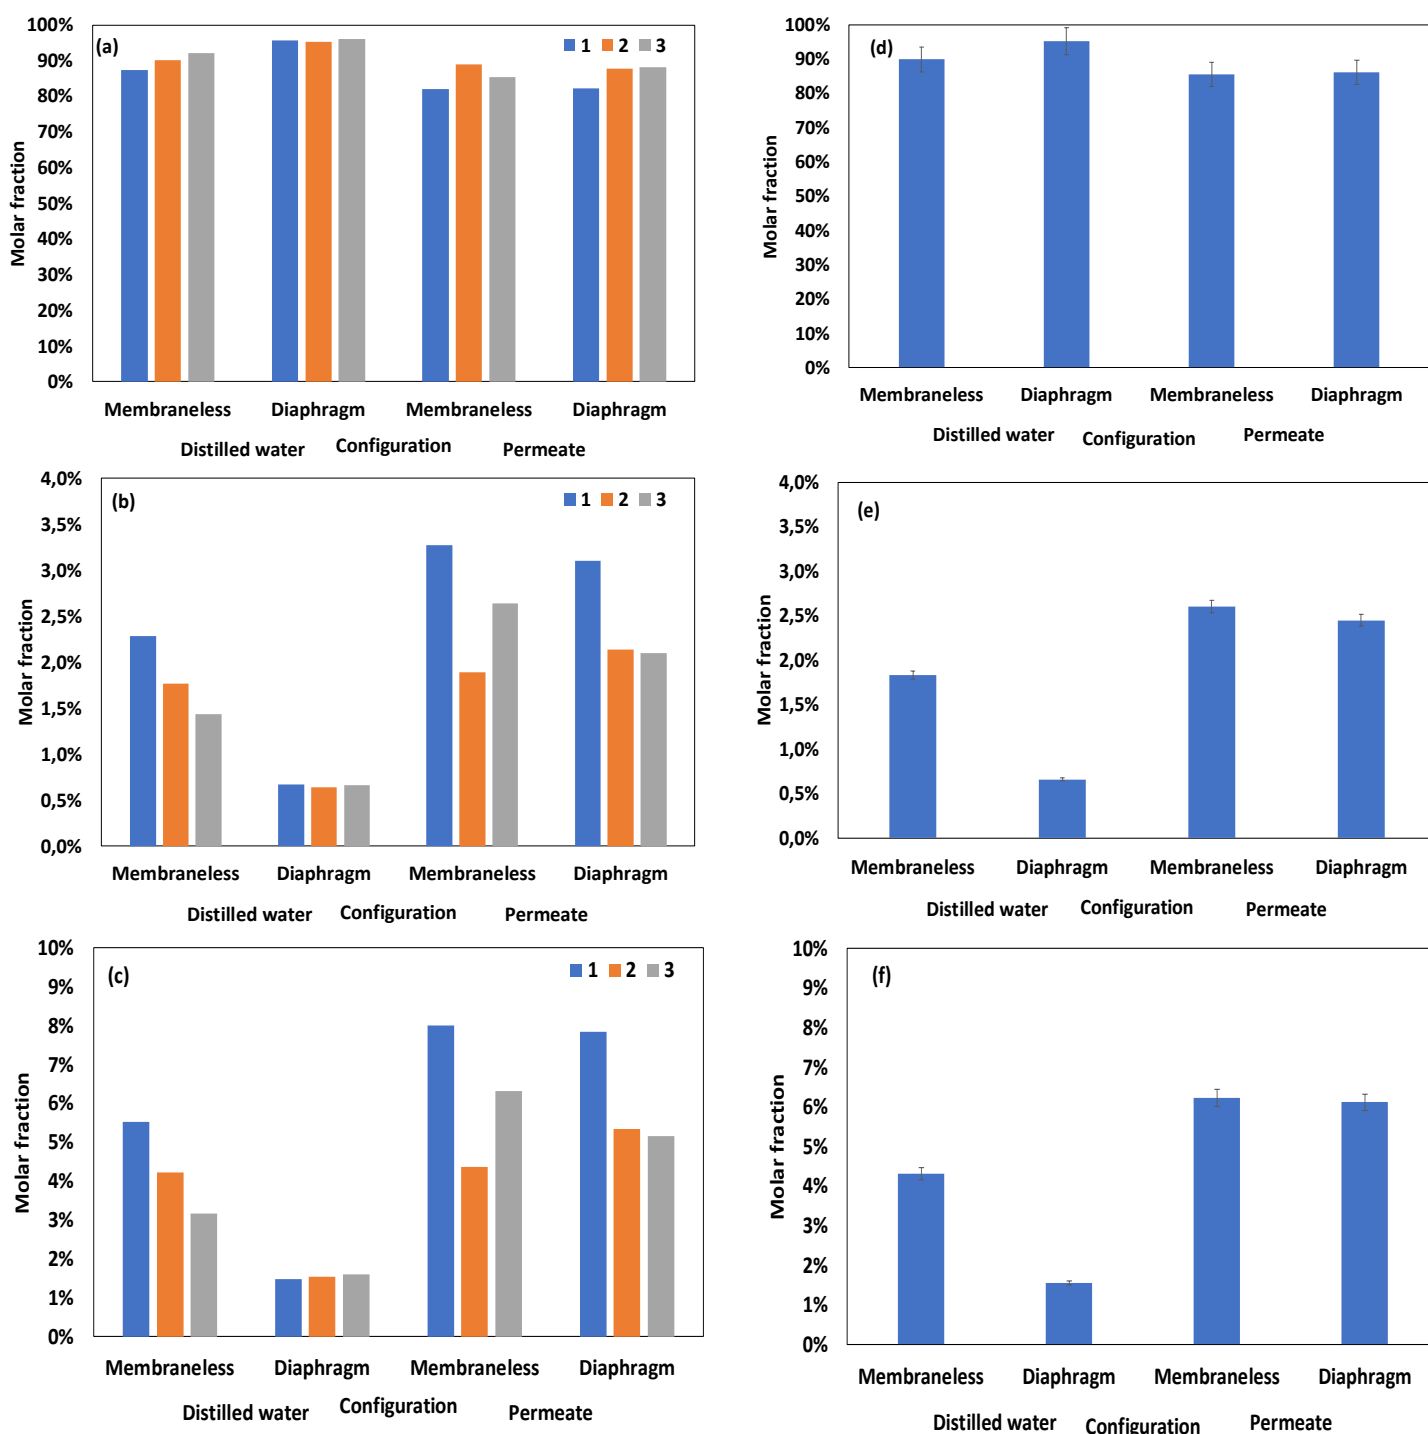 (a)
1 2 3
100%
90%
80%
70%
60%
50%
40%
30%
20%
10%
0%
Molar fraction
Membraneless Diaphragm Membraneless Diaphragm
Distilled water Configuration Permeate
(d)
100%
90%
80%
70%
60%
50%
40%
30%
20%
10%
0%
Molar fraction
Membraneless Diaphragm Membraneless Diaphragm
Distilled water Configuration Permeate
(b)
1 2 3
4,0%
3,5%
3,0%
2,5%
2,0%
1,5%
1,0%
0,5%
0,0%
Molar fraction
Membraneless Diaphragm Membraneless Diaphragm
Distilled water Configuration Permeate
(e)
4,0%
3,5%
3,0%
2,5%
2,0%
1,5%
1,0%
0,5%
0,0%
Molar fraction
Membraneless Diaphragm Membraneless Diaphragm
Distilled water Configuration Permeate
(c)
1 2 3
10%
9%
8%
7%
6%
5%
4%
3%
2%
1%
0%
Molar fraction
Membraneless Diaphragm Membraneless Diaphragm
Distilled water Configuration Permeate
(f)
10%
9%
8%
7%
6%
5%
4%
3%
2%
1%
0%
Molar fraction
Membraneless Diaphragm Membraneless Diaphragm
Distilled water Configuration Permeate